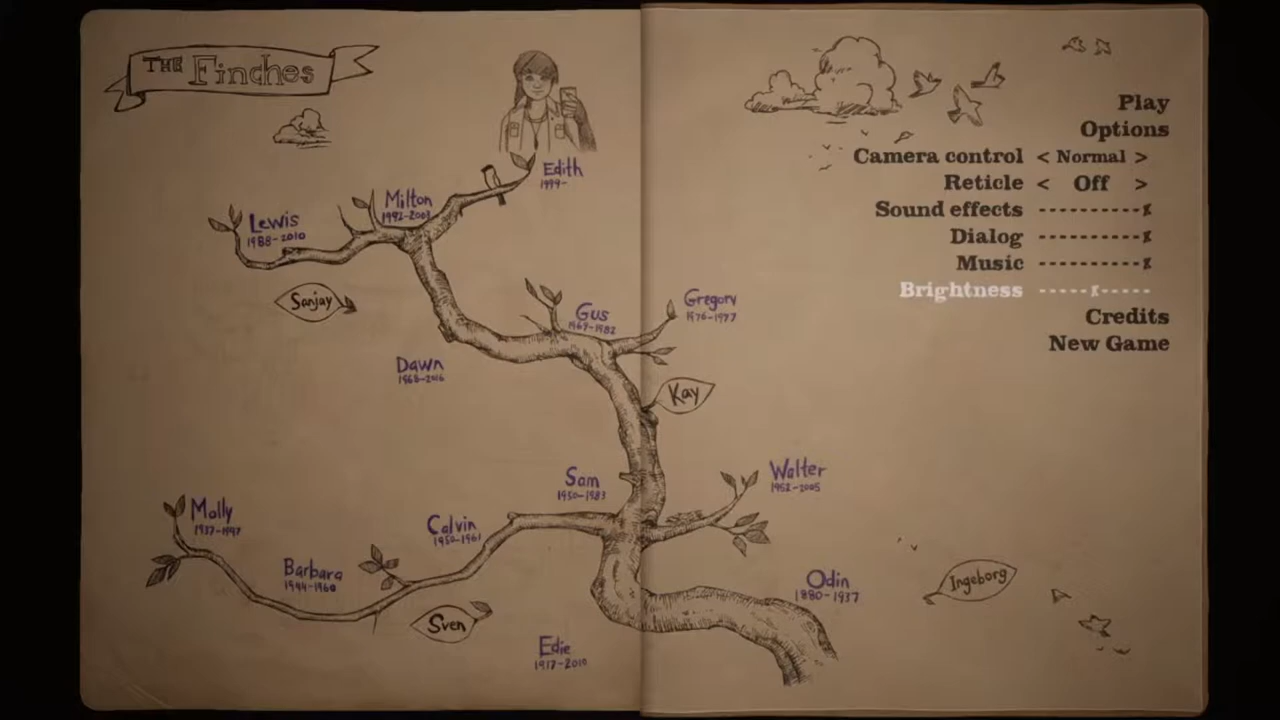 THE Finches
Edith
1999-
Milton
1992-2003
Lewis
1988-2010
Sanjay
Gus
1969-1982
Gregory
1976-1977
Dawn
1968-2016
Kay
Sam
1950-1983
Walter
1952-2005
Molly
1937-1947
Calvin
1950-1961
Barbara
1944-1960
Sven
Edie
1917-2010
Odin
1880-1937
Ingeborg
Play
Options
Camera control < Normal >
Reticle < Off >
Sound effects
Dialog
Music
Brightness
Credits
New Game